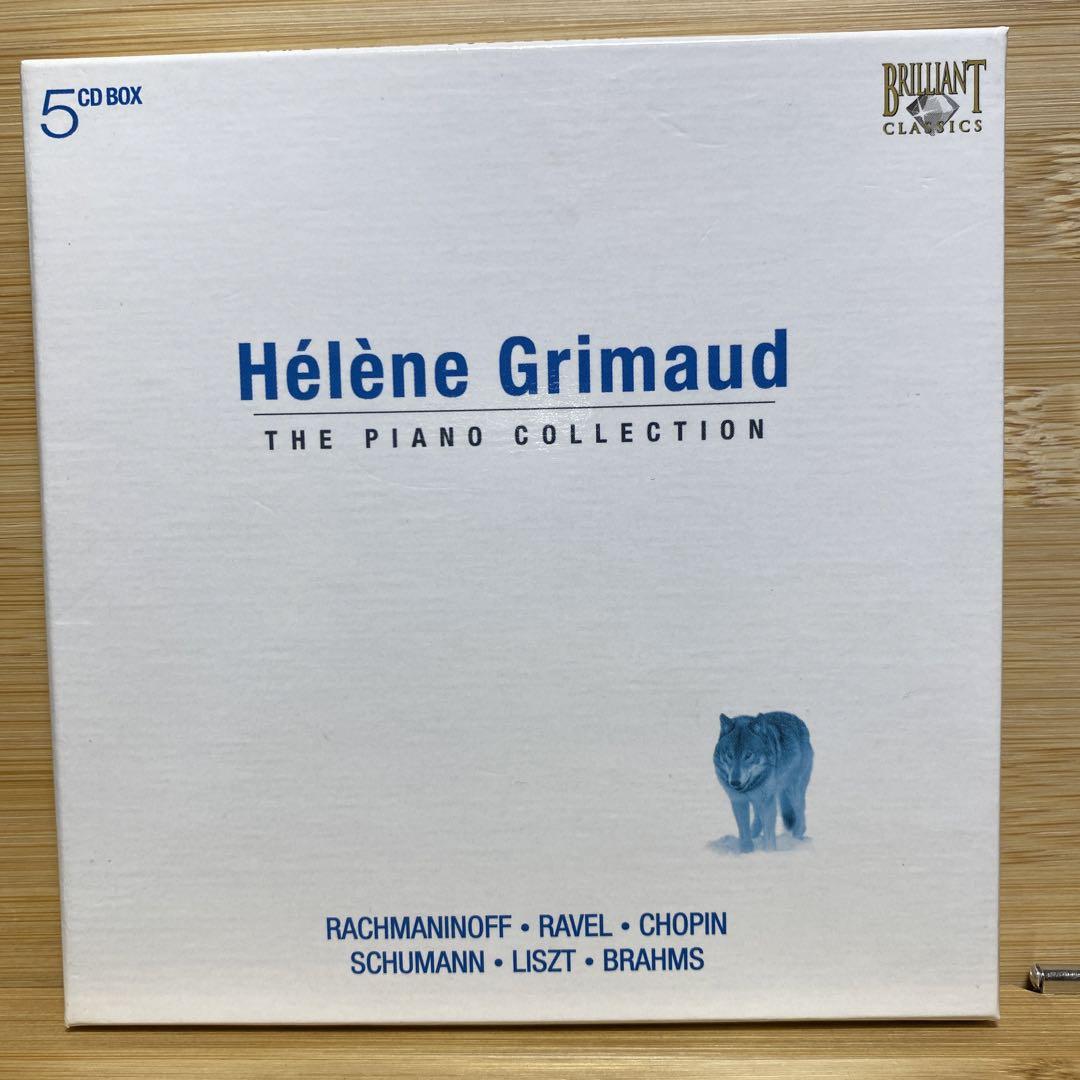 5 CD BOX
BRILLIANT
CLASSICS
Hélène Grimaud
THE PIANO COLLECTION
RACHMANINOFF • RAVEL • CHOPIN
SCHUMANN • LISZT • BRAHMS